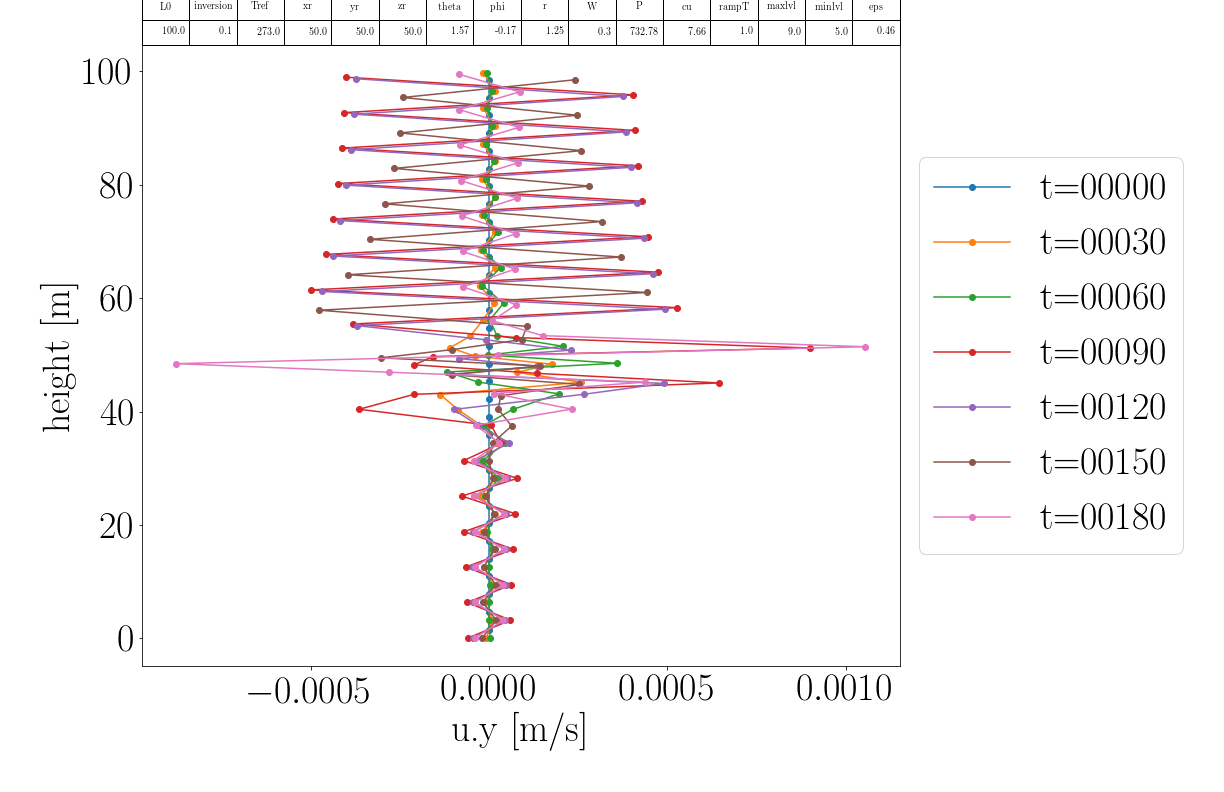 L0 inversion Tref xr yr zr theta phi r W P cu rampT maxlvl minlvl eps
100.0 0.1 273.0 50.0 50.0 50.0 1.57 -0.17 1.25 0.3 732.78 7.66 1.0 9.0 5.0 0.46
100
80
60
40
20
0
height [m]
−0.0005 0.0000 0.0005 0.0010
u.y [m/s]
t=00000
t=00030
t=00060
t=00090
t=00120
t=00150
t=00180